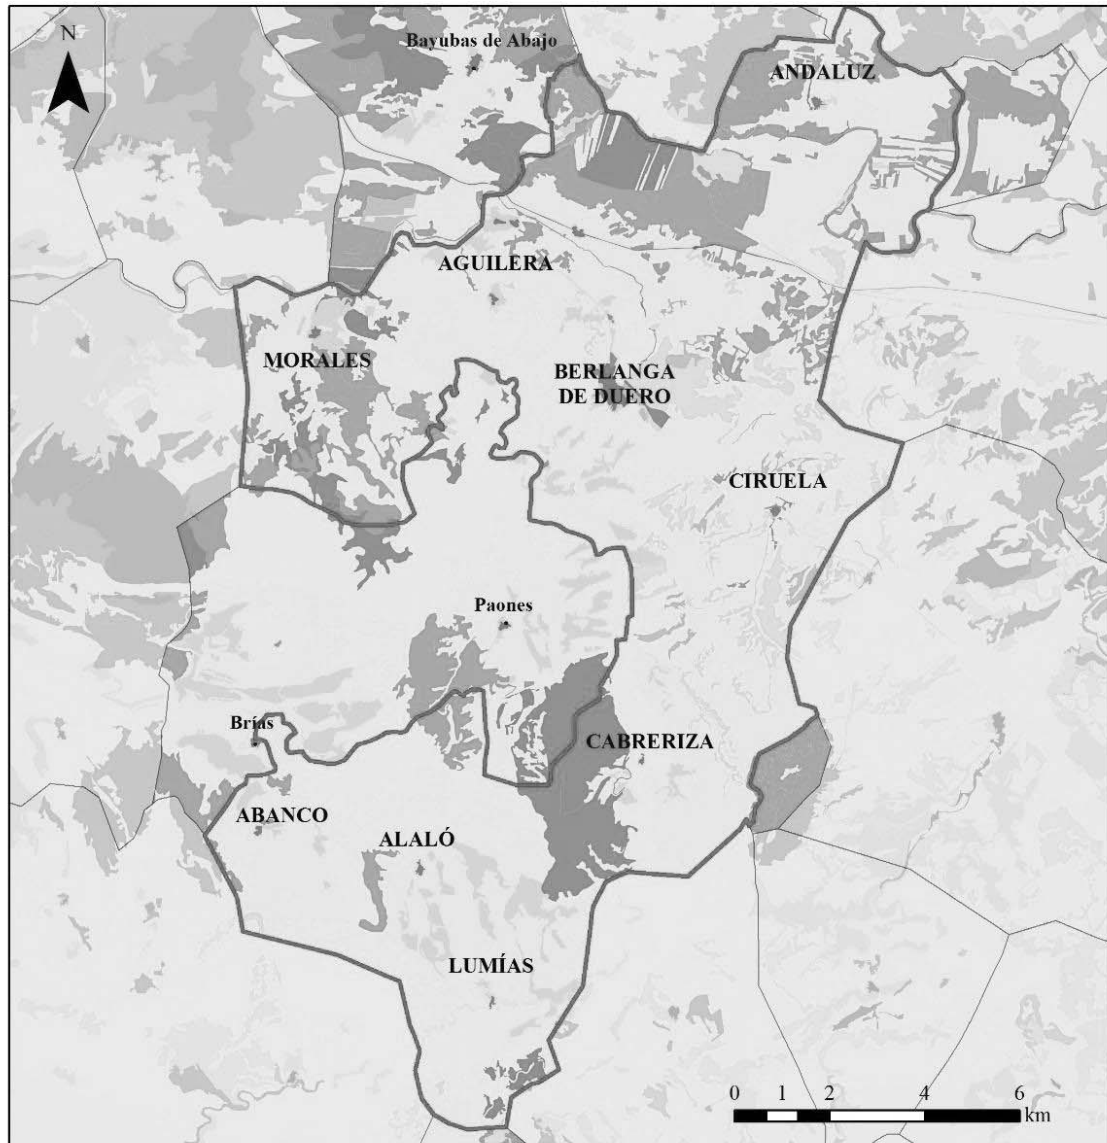 N
Bayubas de Abajo
ANDALUZ
AGUILERA
MORALES
BERLANGA
DE DUERO
CIRUELA
Paones
Brías
CABRERIZA
ABANCO
ALALÓ
LUMÍAS
0 1 2 4 6
km